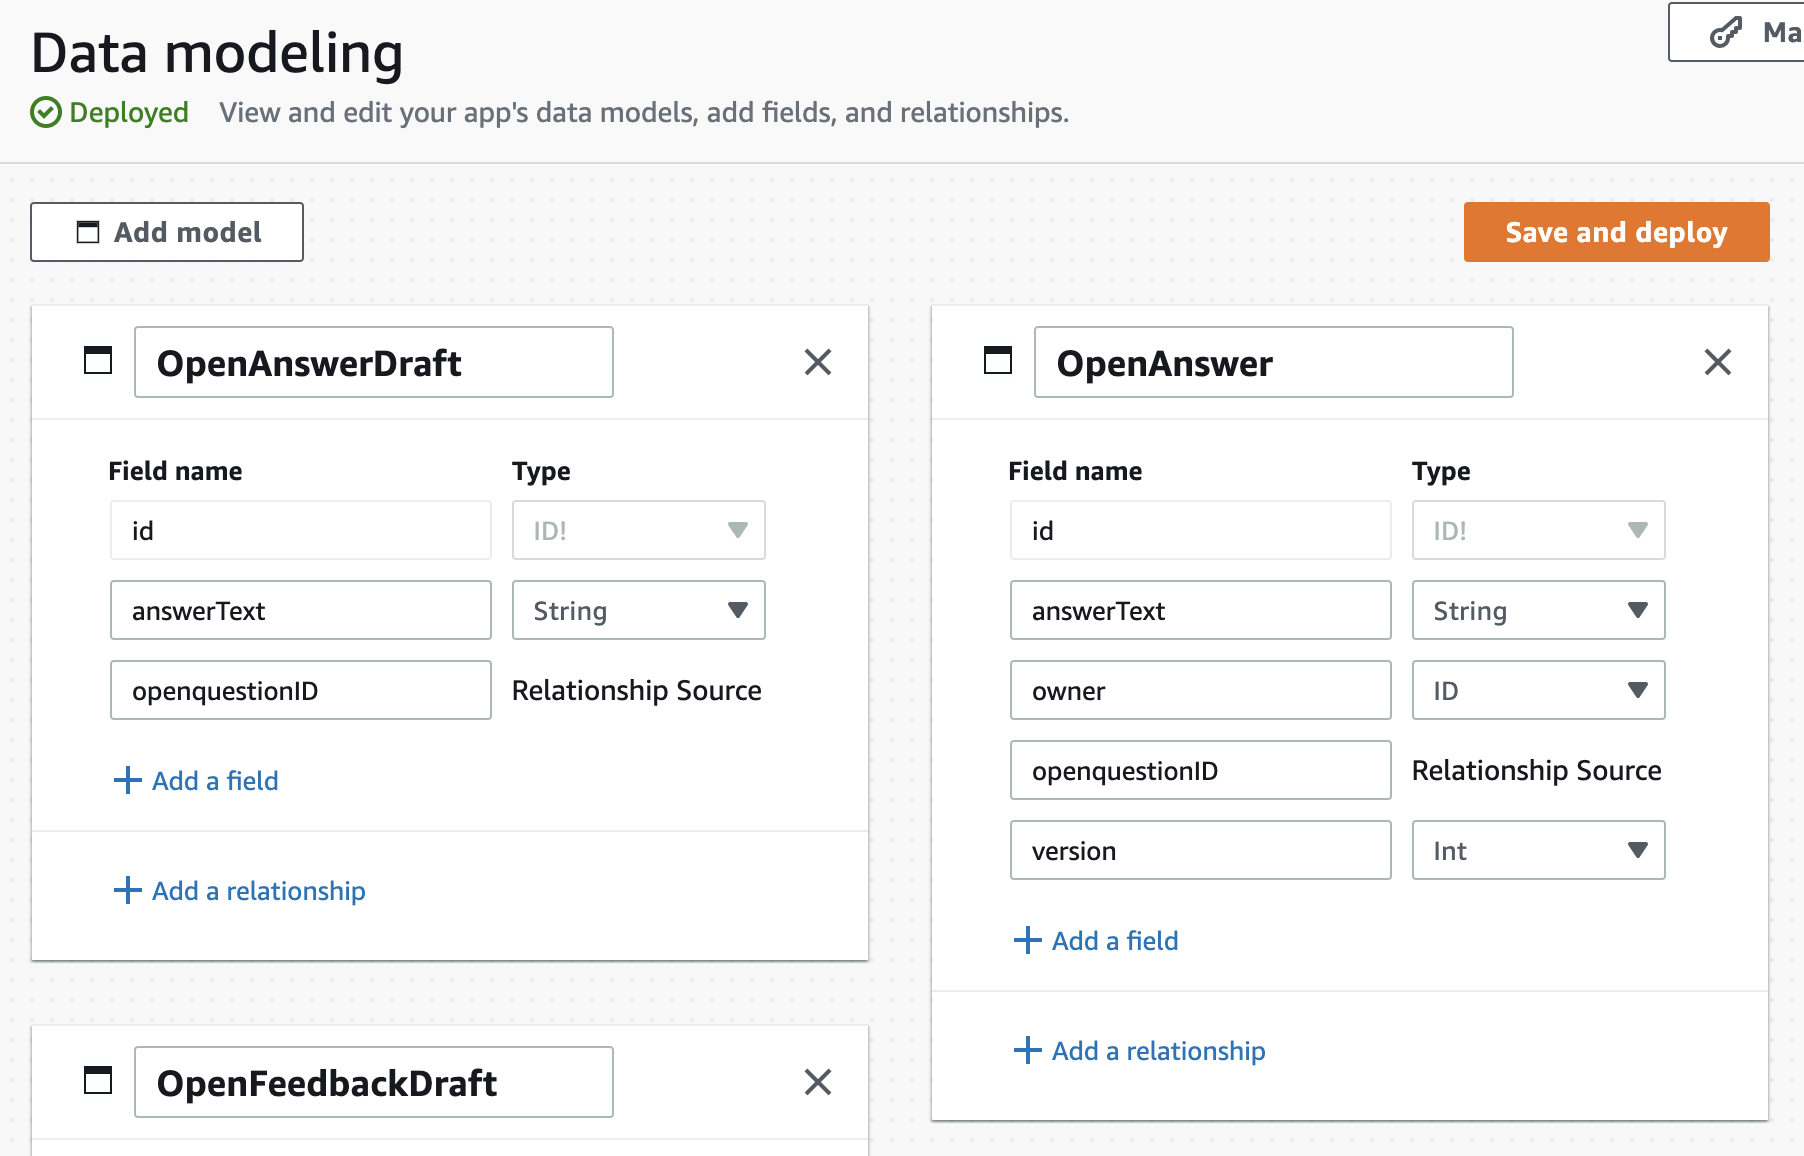 Data modeling
Ma
Deployed View and edit your app's data models, add fields, and relationships.
Add model
Save and deploy
OpenAnswerDraft
Field name Type
id ID!
answerText String
openquestionID Relationship Source
Add a field
Add a relationship
OpenFeedbackDraft
OpenAnswer
Field name Type
id ID!
answerText String
owner ID
openquestionID Relationship Source
version Int
Add a field
Add a relationship